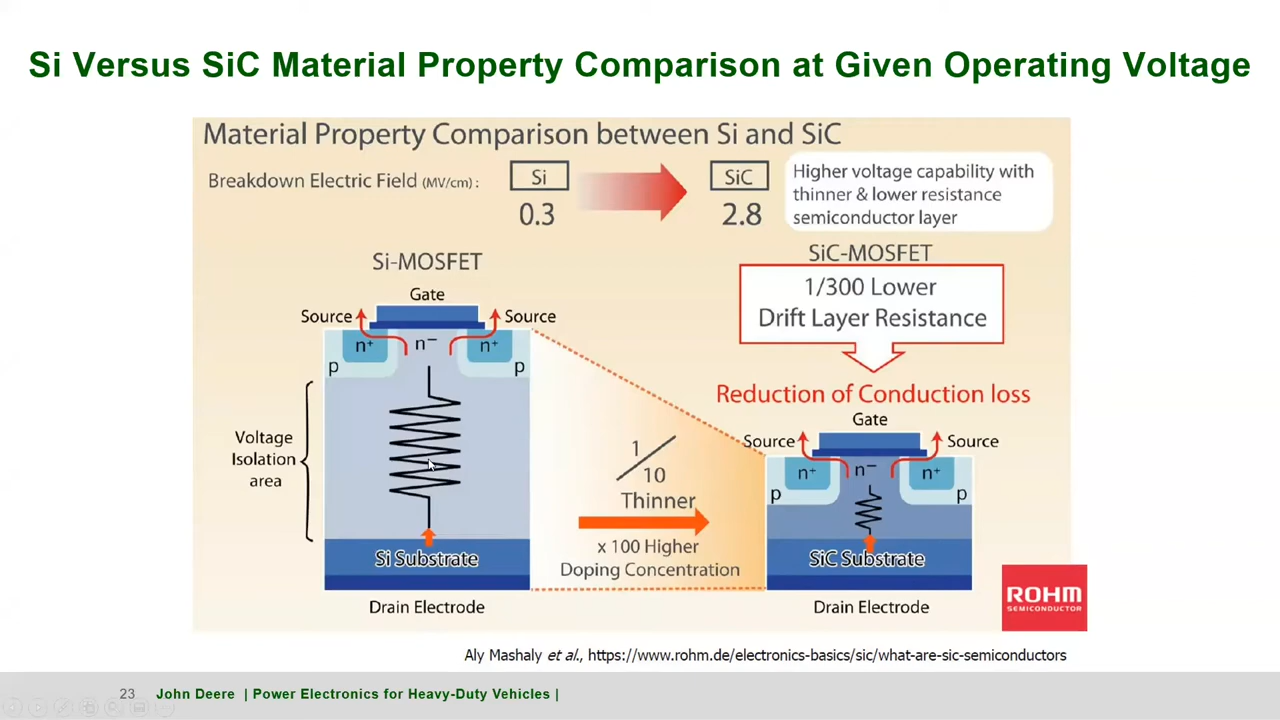 Si Versus SiC Material Property Comparison at Given Operating Voltage
Material Property Comparison between Si and SiC
Breakdown Electric Field (MV/cm) :
Si
0.3
SiC
2.8
Higher voltage capability with
thinner & lower resistance
semiconductor layer
Si-MOSFET
Gate
Source
Source
n+
n−
n+
p
p
Voltage
Isolation
area
Si Substrate
Drain Electrode
1/10
Thinner
x 100 Higher
Doping Concentration
SiC-MOSFET
1/300 Lower
Drift Layer Resistance
Reduction of Conduction loss
Gate
Source
Source
n+
n−
n+
p
p
SiC Substrate
Drain Electrode
ROHM
SEMICONDUCTOR
Aly Mashaly et al., https://www.rohm.de/electronics-basics/sic/what-are-sic-semiconductors
23 John Deere | Power Electronics for Heavy-Duty Vehicles |